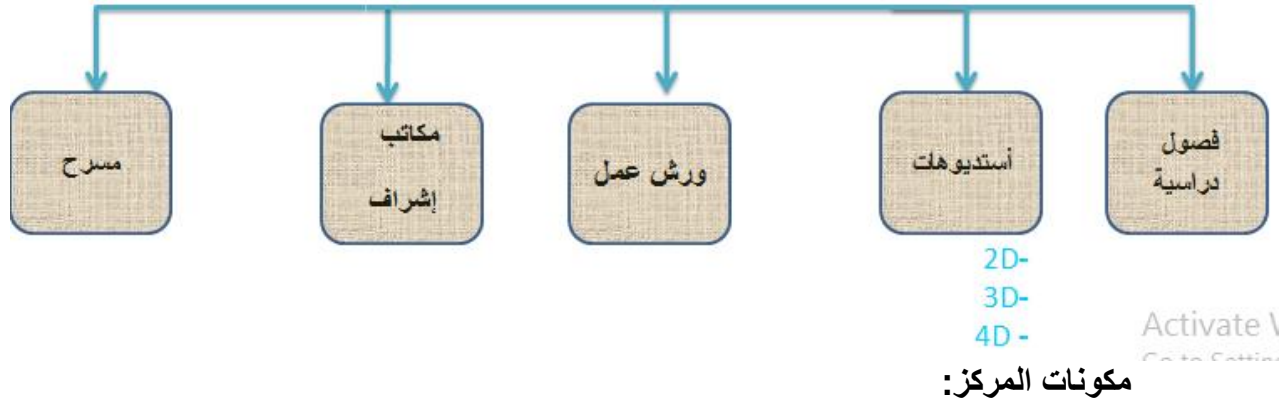 فصول
دراسية
أستديوهات
ورش عمل
مكاتب
إشراف
مسرح
2D-
3D-
4D -
Activate
مكونات المركز: